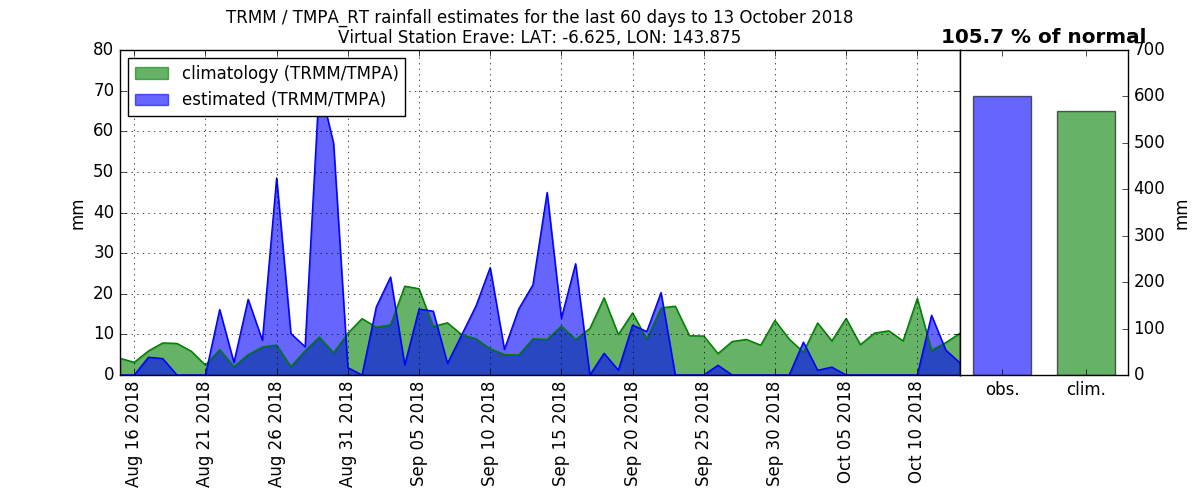 TRMM / TMPA_RT rainfall estimates for the last 60 days to 13 October 2018
Virtual Station Erave: LAT: -6.625, LON: 143.875
105.7 % of normal
climatology (TRMM/TMPA)
estimated (TRMM/TMPA)
mm
80
70
60
50
40
30
20
10
0
Aug 16 2018
Aug 21 2018
Aug 26 2018
Aug 31 2018
Sep 05 2018
Sep 10 2018
Sep 15 2018
Sep 20 2018
Sep 25 2018
Sep 30 2018
Oct 05 2018
Oct 10 2018
700
600
500
400
300
200
100
0
mm
obs.
clim.